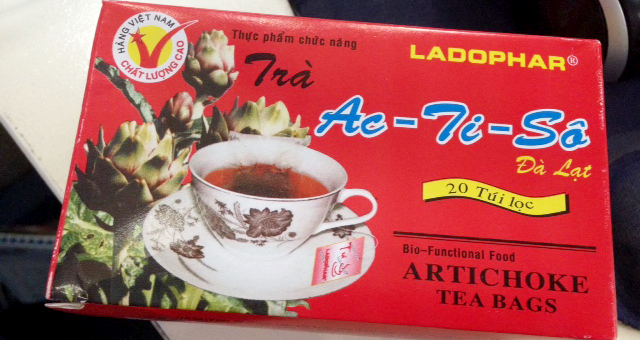 HÀNG VIỆT NAM
CHẤT LƯỢNG CAO
Thực phẩm chức năng
LADOPHAR®
Trà
Ac-Ti-Sô
Đà Lạt
20 Túi lọc
Bio-Functional Food
ARTICHOKE
TEA BAGS